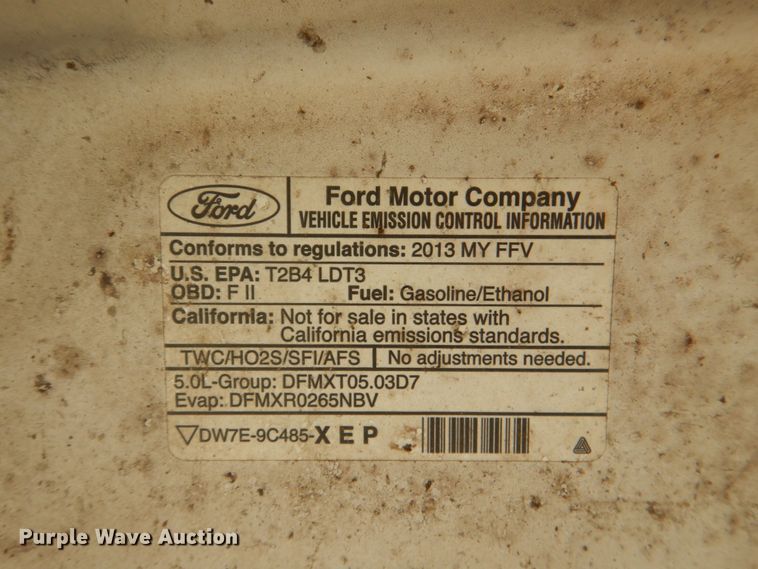 Ford
Ford Motor Company
VEHICLE EMISSION CONTROL INFORMATION
Conforms to regulations: 2013 MY FFV
U.S. EPA: T2B4 LDT3
OBD: F II Fuel: Gasoline/Ethanol
California: Not for sale in states with
California emissions standards.
TWC/HO2S/SFI/AFS No adjustments needed.
5.0L-Group: DFMXT05.03D7
Evap: DFMXR0265NBV
DW7E-9C485-XEP
Purple Wave Auction